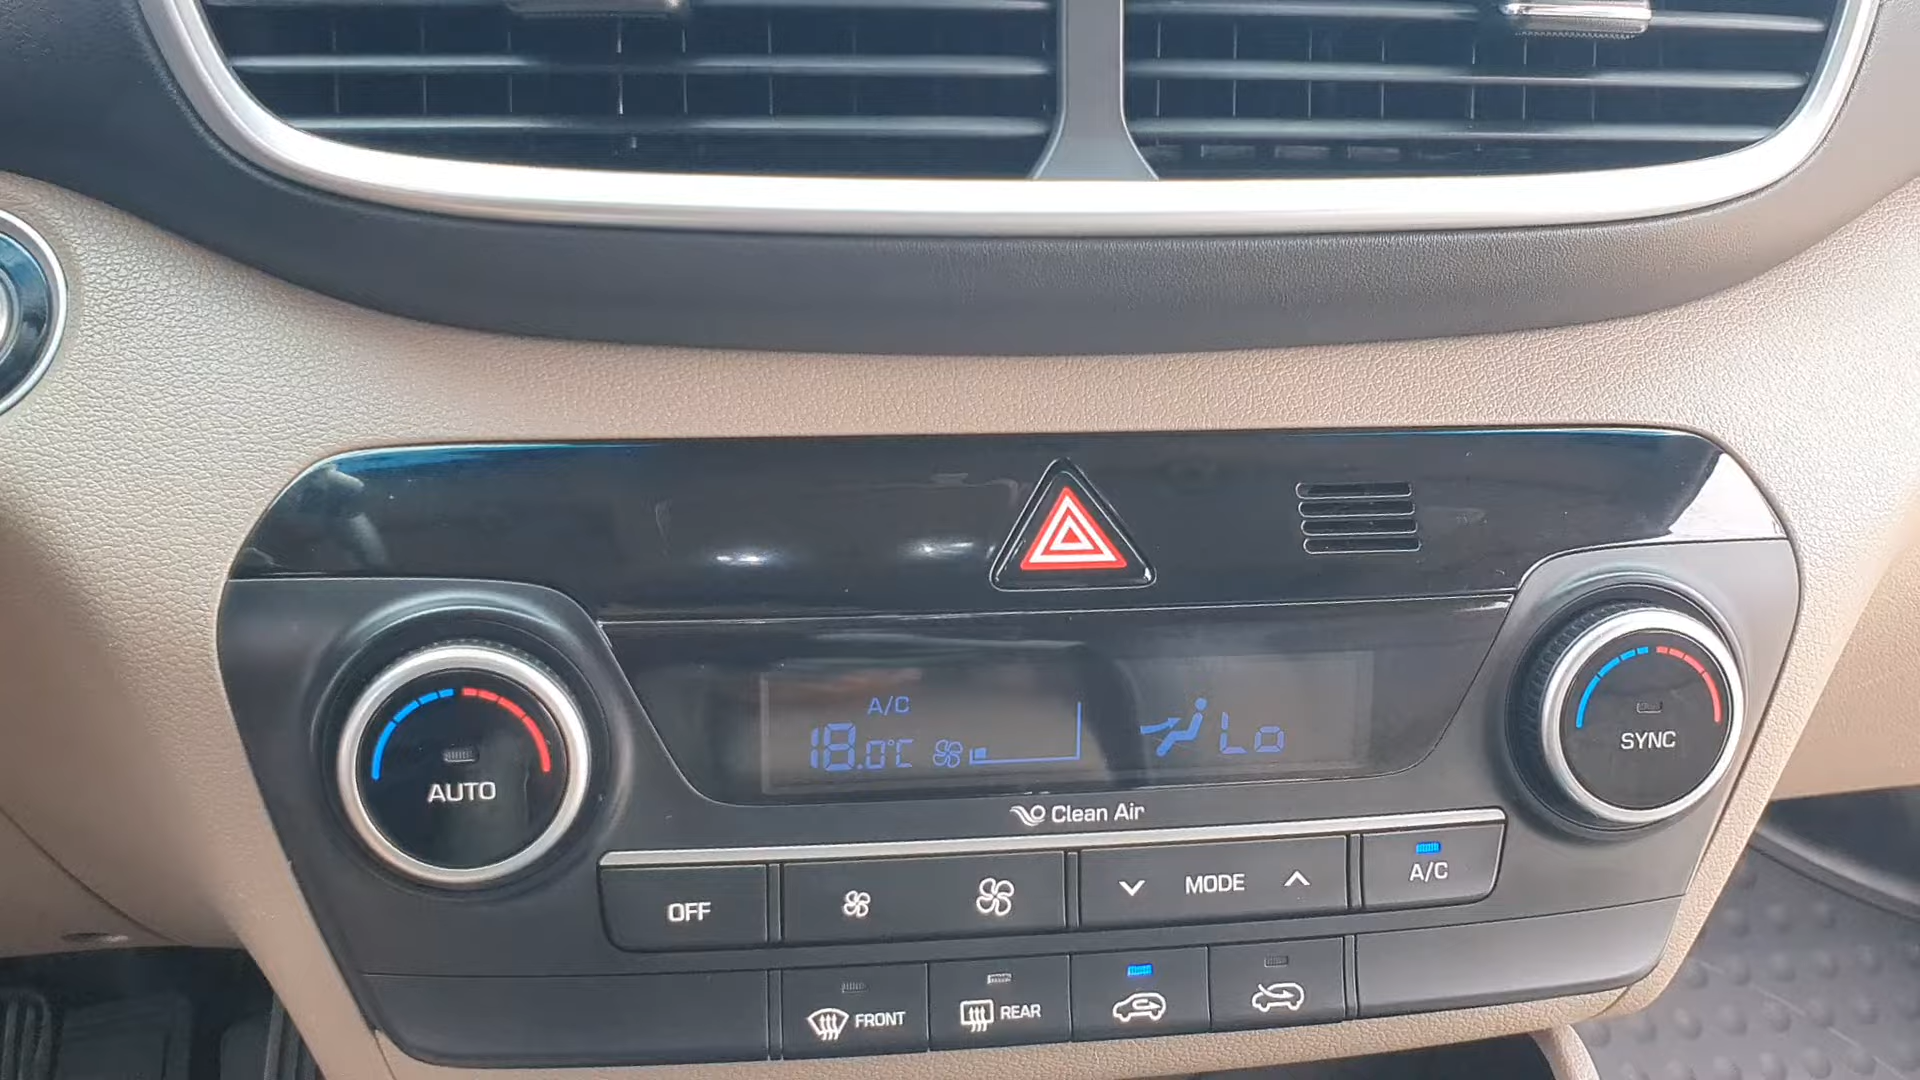 A/C
18.0°C Lo
AUTO
SYNC
Clean Air
OFF
MODE
A/C
FRONT
REAR